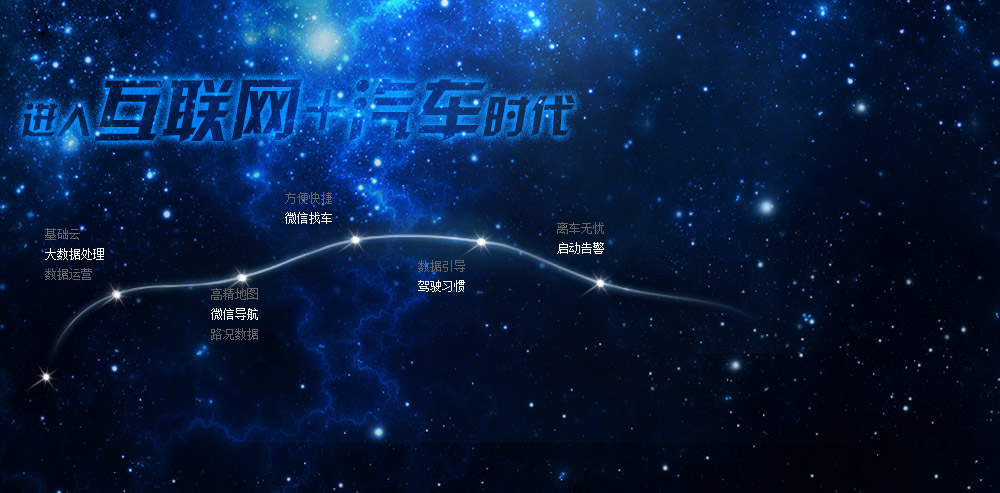 进入互联网+汽车时代
基础云
大数据处理
数据运营
高精地图
微信导航
路况数据
方便快捷
微信找车
数据引导
驾驶习惯
离车无忧
启动告警